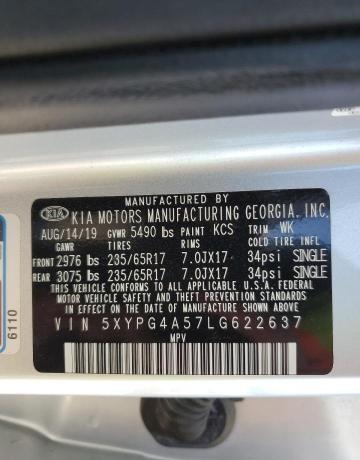 MANUFACTURED BY
KIA KIA MOTORS MANUFACTURING GEORGIA, INC.
AUG/14/19 GVWR 5490 lbs PAINT KCS TRIM WK
GAWR TIRES RIMS COLD TIRE INFL
FRONT 2976 lbs 235/65R17 7.0JX17 34psi SINGLE
REAR 3075 lbs 235/65R17 7.0JX17 34psi SINGLE
THIS VEHICLE CONFORMS TO ALL APPLICABLE U.S.A. FEDERAL
MOTOR VEHICLE SAFETY AND THEFT PREVENTION STANDARDS
IN EFFECT ON THE DATE OF MANUFACTURE SHOWN ABOVE.
VIN 5XYPG4A57LG622637
MPV
6110